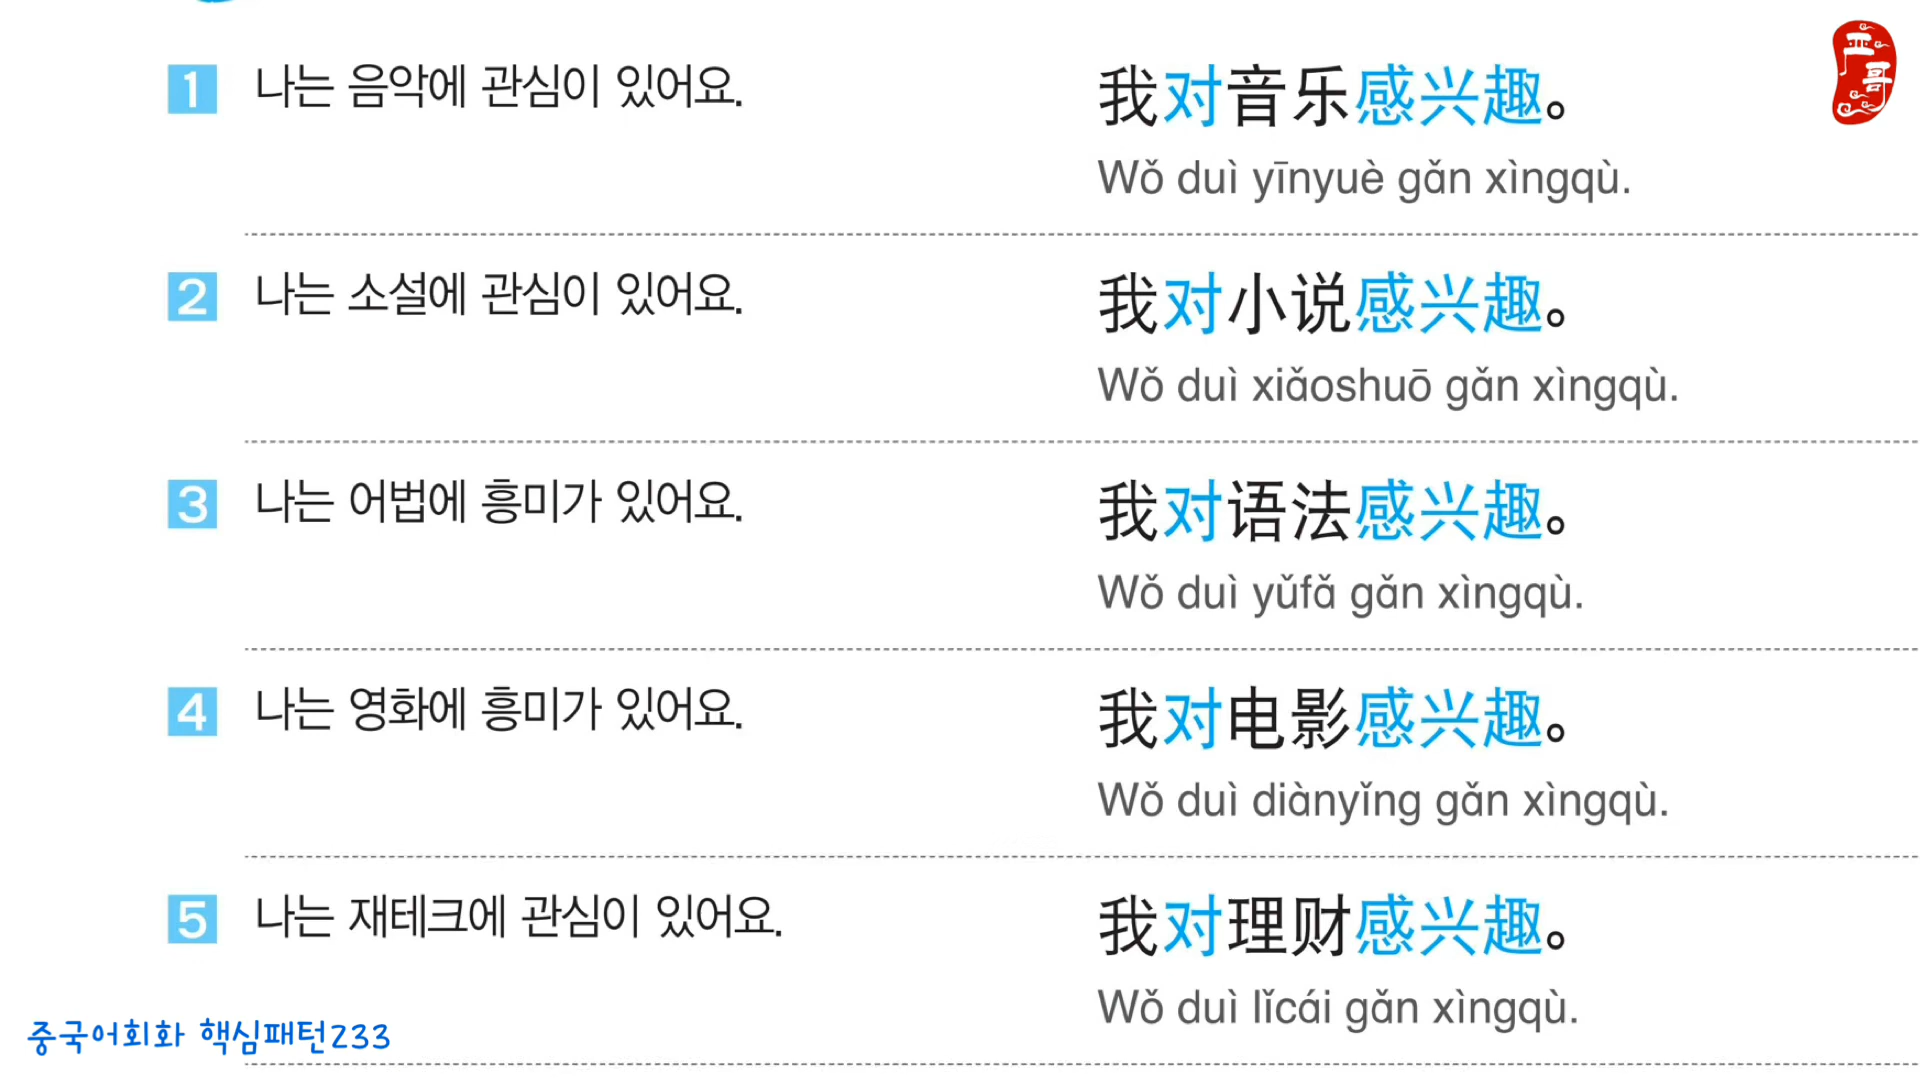 1 나는 음악에 관심이 있어요. 我对音乐感兴趣。
Wǒ duì yīnyuè gǎn xìngqù.
2 나는 소설에 관심이 있어요. 我对小说感兴趣。
Wǒ duì xiǎoshuō gǎn xìngqù.
3 나는 어법에 흥미가 있어요. 我对语法感兴趣。
Wǒ duì yǔfǎ gǎn xìngqù.
4 나는 영화에 흥미가 있어요. 我对电影感兴趣。
Wǒ duì diànyǐng gǎn xìngqù.
5 나는 재테크에 관심이 있어요. 我对理财感兴趣。
Wǒ duì lǐcái gǎn xìngqù.
중국어회화 핵심패턴233
严哥